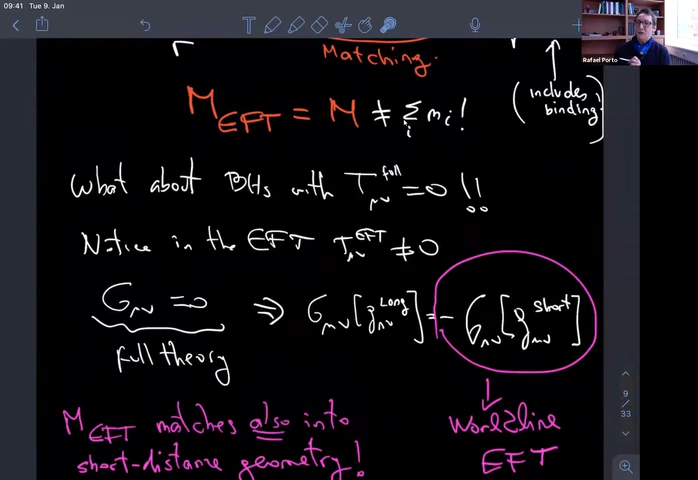 09:41 Tue 9. Jan
Rafael Porto
Matching.
(includes binding)
M_EFT = M ≠ Σ_i m_i !
What about BHs with T_μν^full = 0 !!
Notice in the EFT T_μν^EFT ≠ 0
G_μν = 0 ⇒ G_μν[g_μν^Long] = - G_μν[g_μν^short]
full theory
M_EFT matches also into
short-distance geometry!
Worldline
EFT
9
/
33